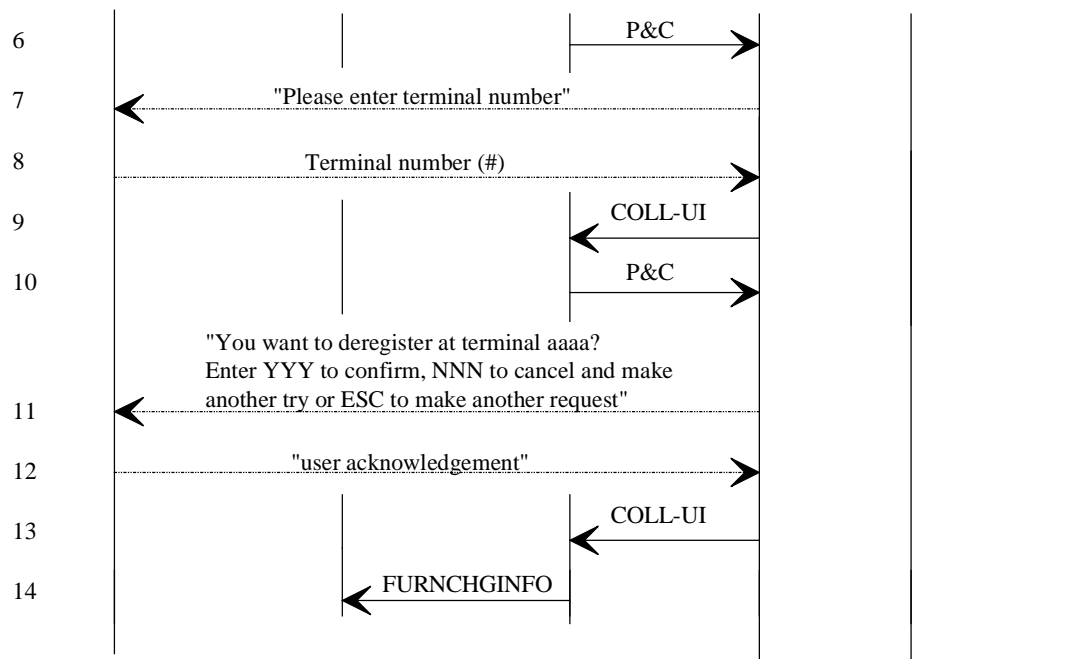 6
P&C
7
"Please enter terminal number"
8
Terminal number (#)
9
COLL-UI
10
P&C
"You want to deregister at terminal aaaa?
Enter YYY to confirm, NNN to cancel and make
another try or ESC to make another request"
11
12
"user acknowledgement"
13
COLL-UI
14
FURNCHGINFO